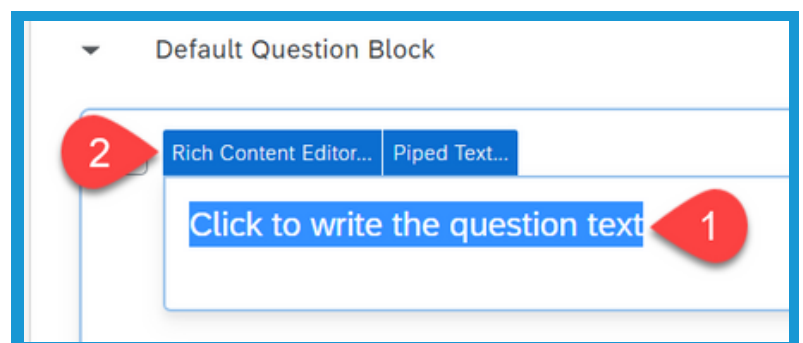 Default Question Block
2
Rich Content Editor... Piped Text...
Click to write the question text
1